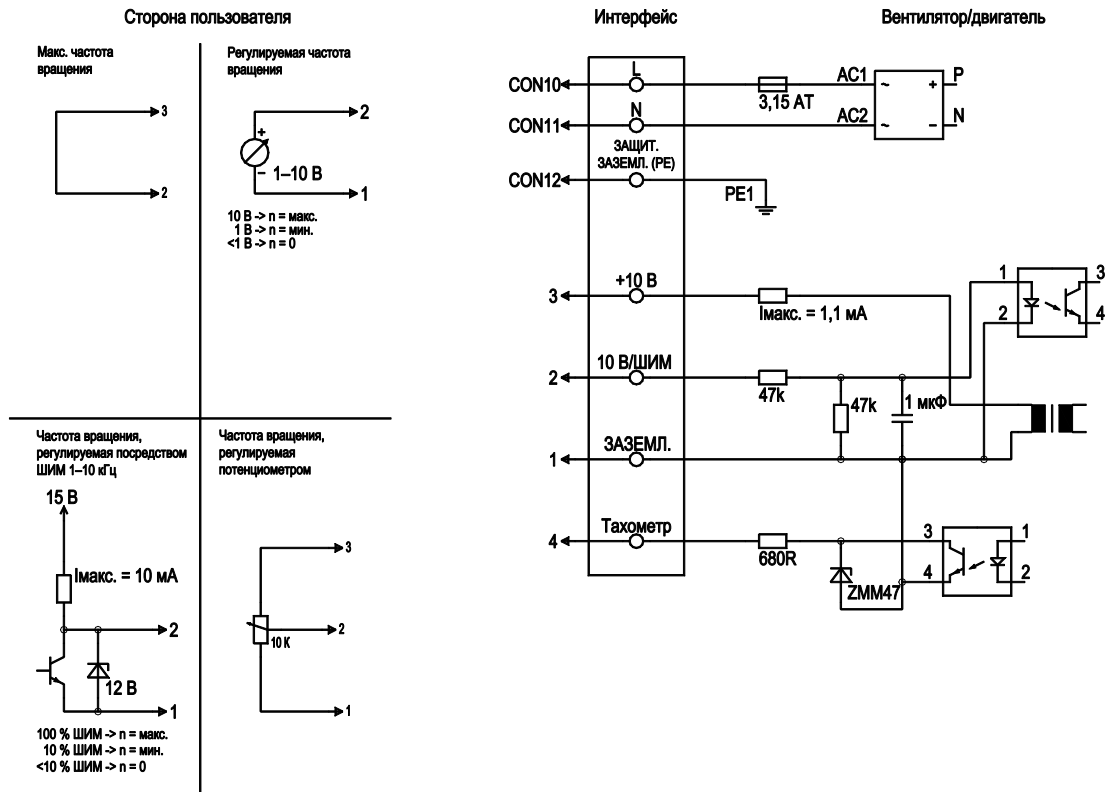 Сторона пользователя
Макс. частота
вращения
3
2
Регулируемая частота
вращения
2
+
–
1–10 В
1
10 В -> n = макс.
1 В -> n = мин.
<1 В -> n = 0
Частота вращения,
регулируемая посредством
ШИМ 1–10 кГц
15 В
Iмакс. = 10 мА
2
12 В
1
100 % ШИМ -> n = макс.
10 % ШИМ -> n = мин.
<10 % ШИМ -> n = 0
Частота вращения,
регулируемая
потенциометром
3
10 К
2
1
Интерфейс
Вентилятор/двигатель
CON10
L
3,15 АТ
AC1
~
+
P
CON11
N
AC2
~
–
N
ЗАЩИТ.
ЗАЗЕМЛ. (PE)
CON12
PE1
3
+10 В
Iмакс. = 1,1 мА
1
2
3
4
2
10 В/ШИМ
47k
47k
1 мкФ
1
ЗАЗЕМЛ.
4
Тахометр
680R
ZMM47
3
4
1
2